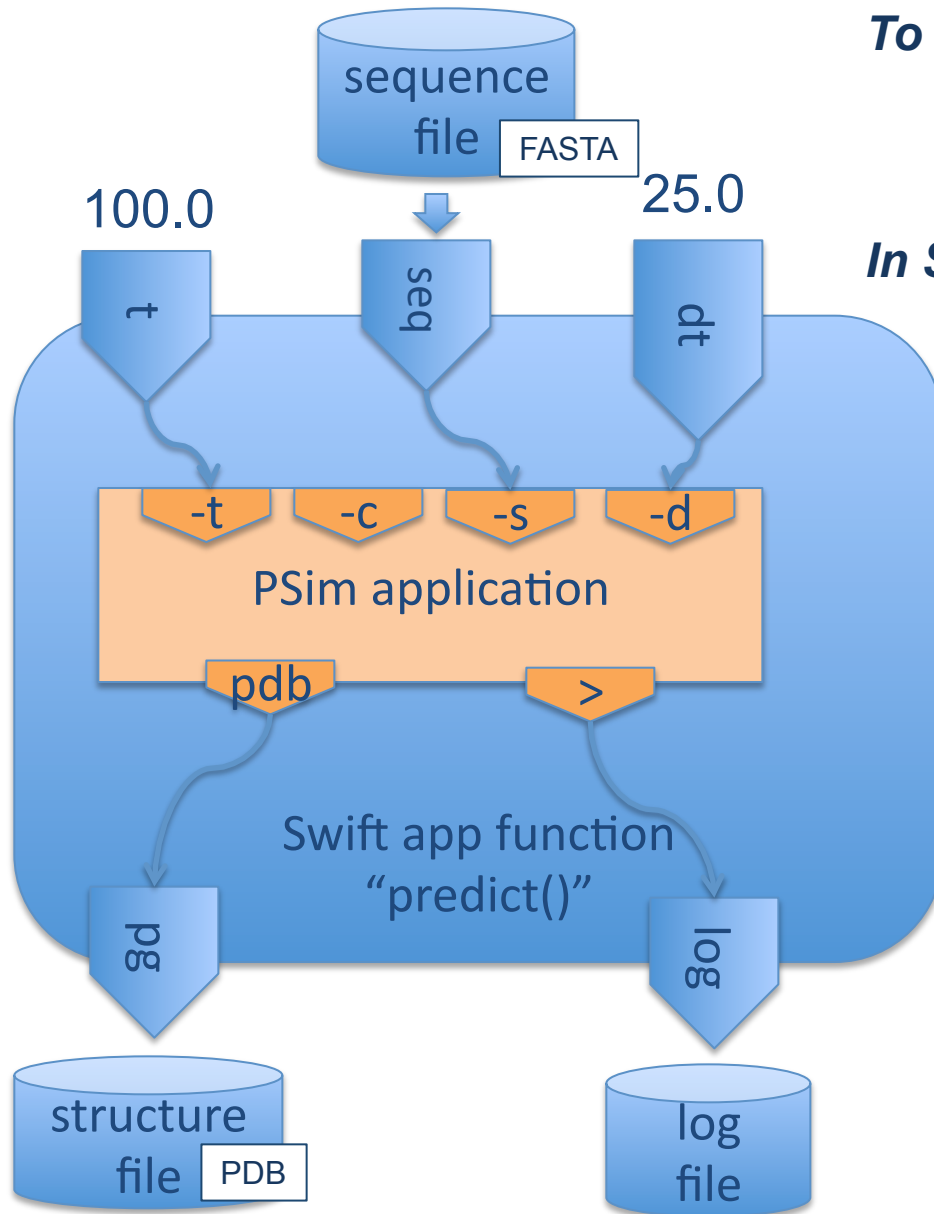 To
sequence
file
FASTA
100.0
25.0
In S
t
seq
dt
-t
-c
-s
-d
PSim application
pdb
>
Swift app function
“predict()”
pg
log
structure
file
PDB
log
file